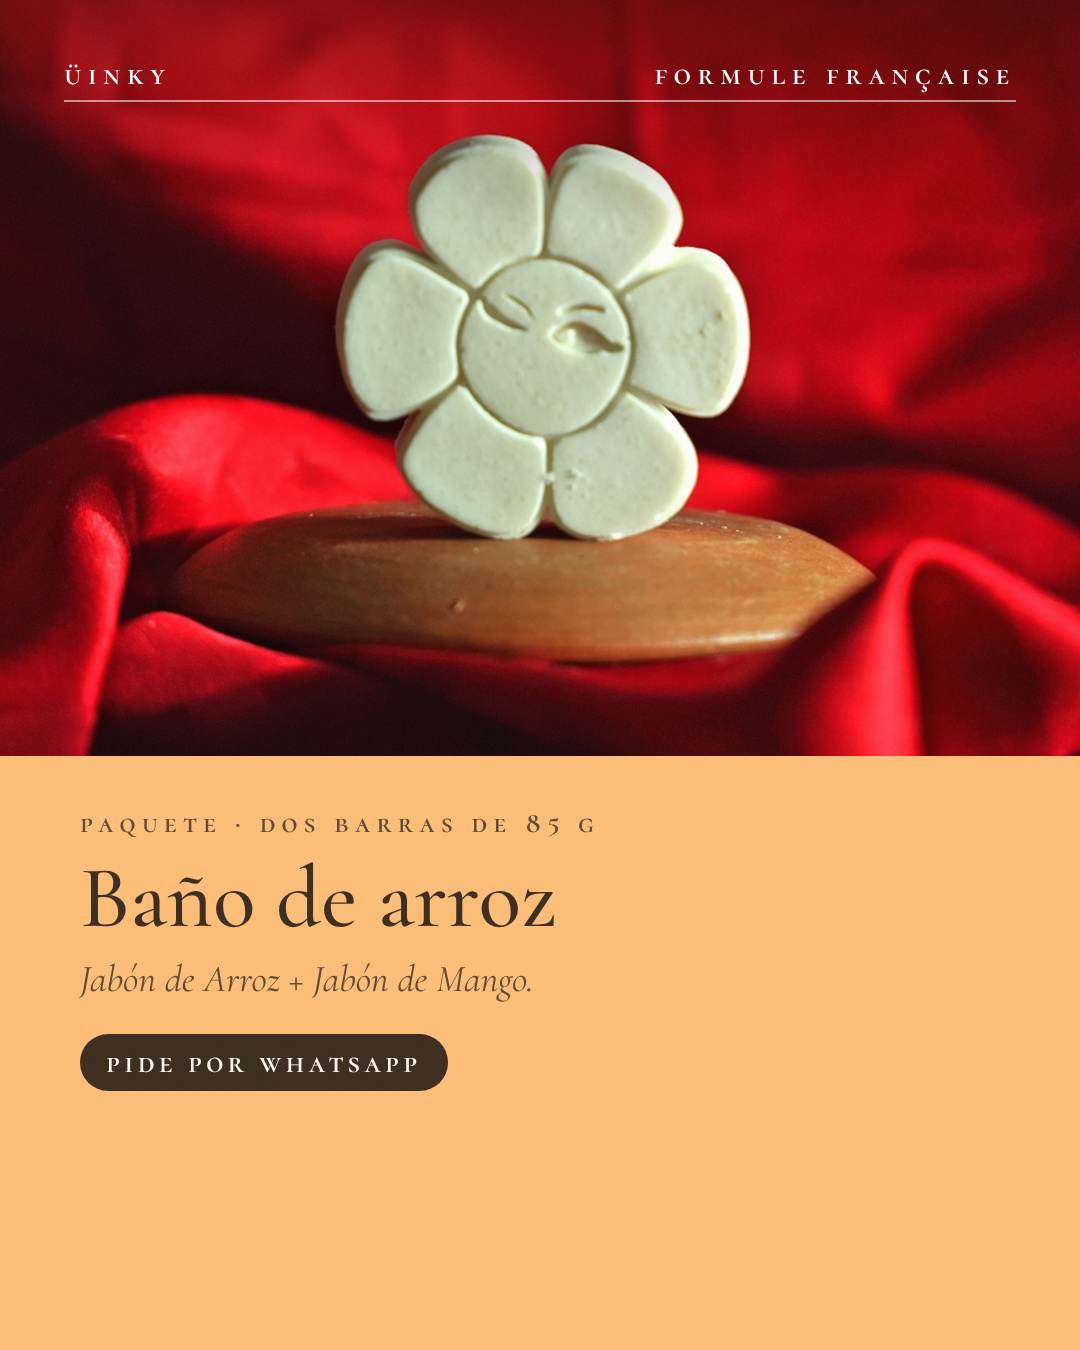 ÜINKY
FORMULE FRANÇAISE
PAQUETE · DOS BARRAS DE 85 G
Baño de arroz
Jabón de Arroz + Jabón de Mango.
PIDE POR WHATSAPP